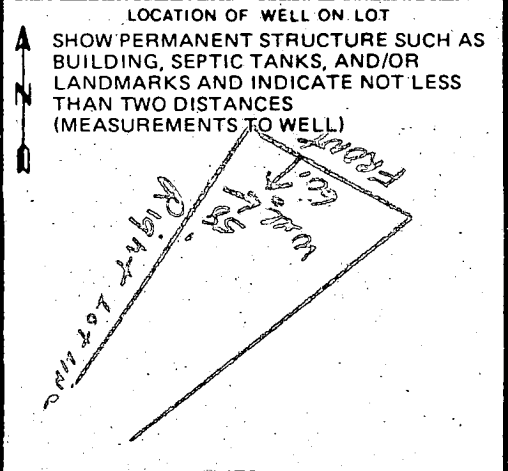 LOCATION OF WELL ON LOT
SHOW PERMANENT STRUCTURE SUCH AS
BUILDING, SEPTIC TANKS, AND/OR
LANDMARKS AND INDICATE NOT LESS
THAN TWO DISTANCES
(MEASUREMENTS TO WELL)
N
FRONT
Well
Right Lot line